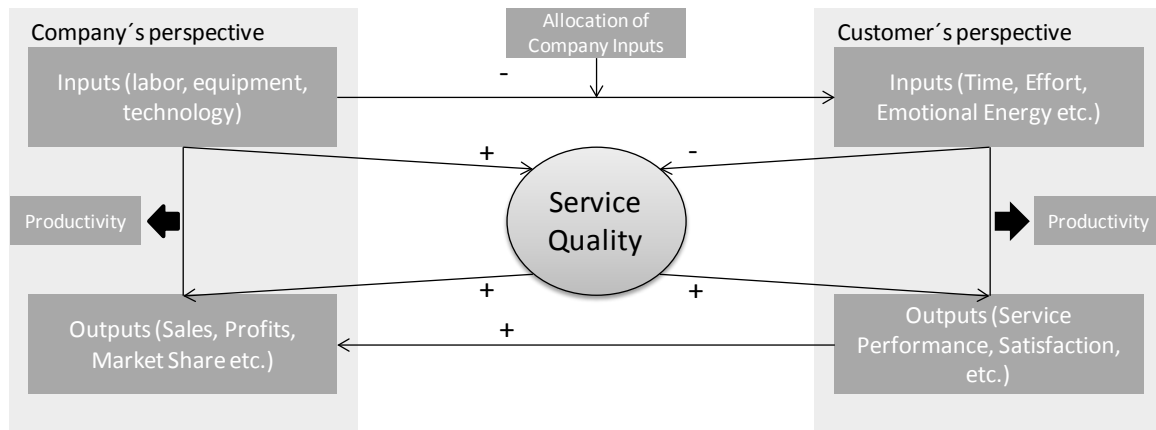 Company´s perspective
Allocation of
Company Inputs
Customer´s perspective
Inputs (labor, equipment,
technology)
-
Inputs (Time, Effort,
Emotional Energy etc.)
+
-
Service
Quality
Productivity
Productivity
+
+
Outputs (Sales, Profits,
Market Share etc.)
+
Outputs (Service
Performance, Satisfaction,
etc.)